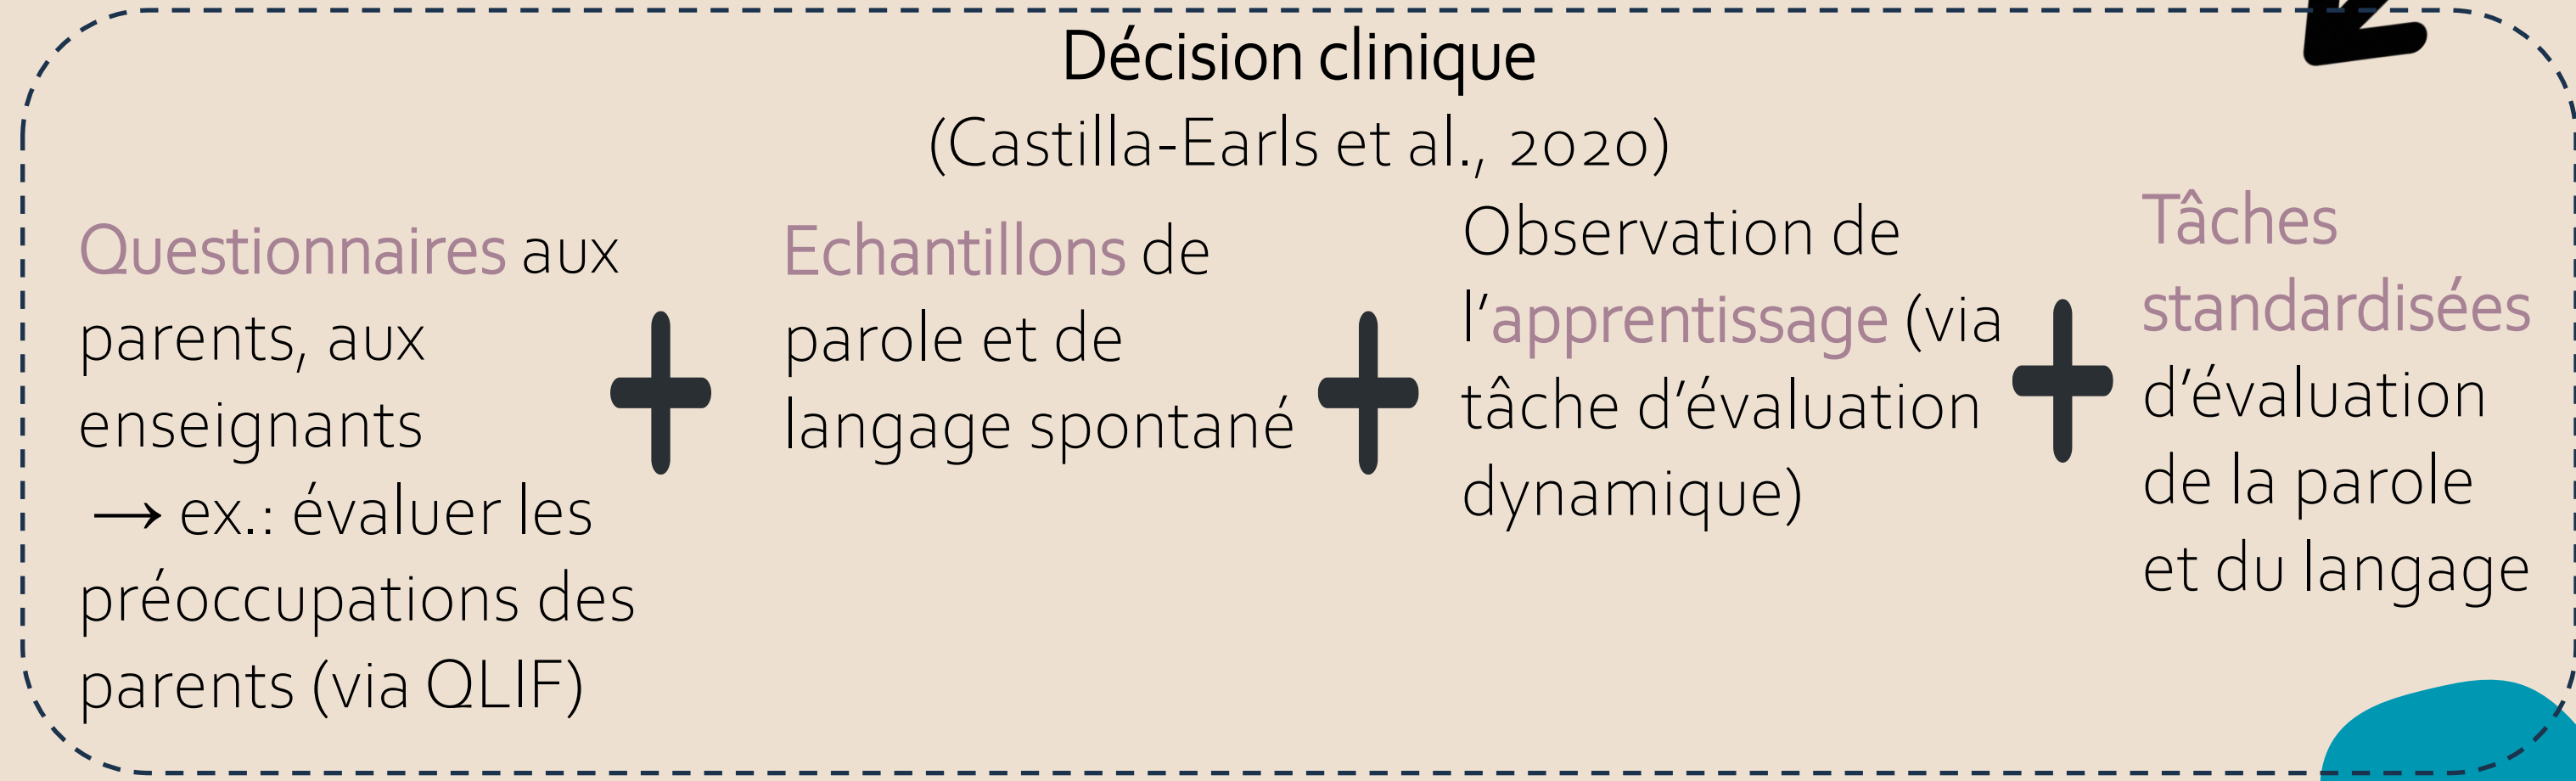 Décision clinique
(Castilla-Earls et al., 2020)
Questionnaires aux
parents, aux
enseignants
→ ex.: évaluer les
préoccupations des
parents (via QLIF)
+
Echantillons de
parole et de
langage spontané
+
Observation de
l’apprentissage (via
tâche d’évaluation
dynamique)
+
Tâches
standardisées
d’évaluation
de la parole
et du langage